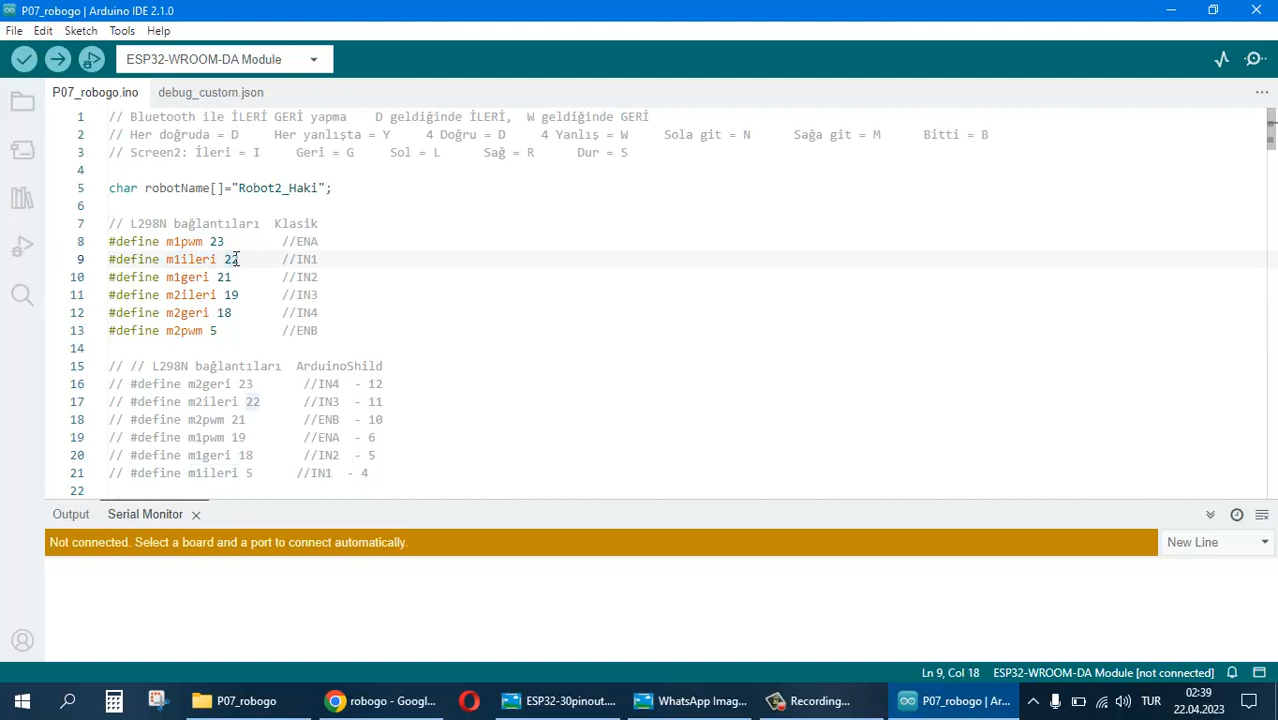 P07_robogo | Arduino IDE 2.1.0
File Edit Sketch Tools Help
ESP32-WROOM-DA Module
P07_robogo.ino debug_custom.json
1 // Bluetooth ile İLERİ GERİ yapma D geldiğinde İLERİ, W geldiğinde GERİ
2 // Her doğruda = D Her yanlışta = Y 4 Doğru = D 4 Yanlış = W Sola git = N Sağa git = M Bitti = B
3 // Screen2: İleri = I Geri = G Sol = L Sağ = R Dur = S
4
5 char robotName[]="Robot2_Haki";
6
7 // L298N bağlantıları Klasik
8 #define m1pwm 23 //ENA
9 #define m1ileri 22 //IN1
10 #define m1geri 21 //IN2
11 #define m2ileri 19 //IN3
12 #define m2geri 18 //IN4
13 #define m2pwm 5 //ENB
14
15 // // L298N bağlantıları ArduinoShild
16 // #define m2geri 23 //IN4 - 12
17 // #define m2ileri 22 //IN3 - 11
18 // #define m2pwm 21 //ENB - 10
19 // #define m1pwm 19 //ENA - 6
20 // #define m1geri 18 //IN2 - 5
21 // #define m1ileri 5 //IN1 - 4
22
Output Serial Monitor
Not connected. Select a board and a port to connect automatically.
New Line
Ln 9, Col 18 ESP32-WROOM-DA Module [not connected]
P07_robogo robogo - Googl... ESP32-30pinout.... WhatsApp Imag... Recording... P07_robogo | Ar... TUR 02:39
22.04.2023